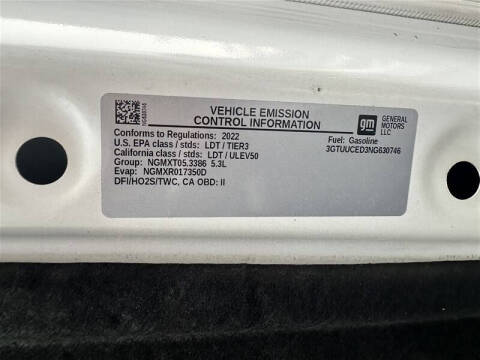 VEHICLE EMISSION
CONTROL INFORMATION
gm
GENERAL
MOTORS
LLC
Conforms to Regulations: 2022
U.S. EPA class / stds: LDT / TIER3
California class / stds: LDT / ULEV50
Group: NGMXT05.3386 5.3L
Evap: NGMXR017350D
DFI/HO2S/TWC, CA OBD: II
Fuel: Gasoline
3GTUUCED3NG630746